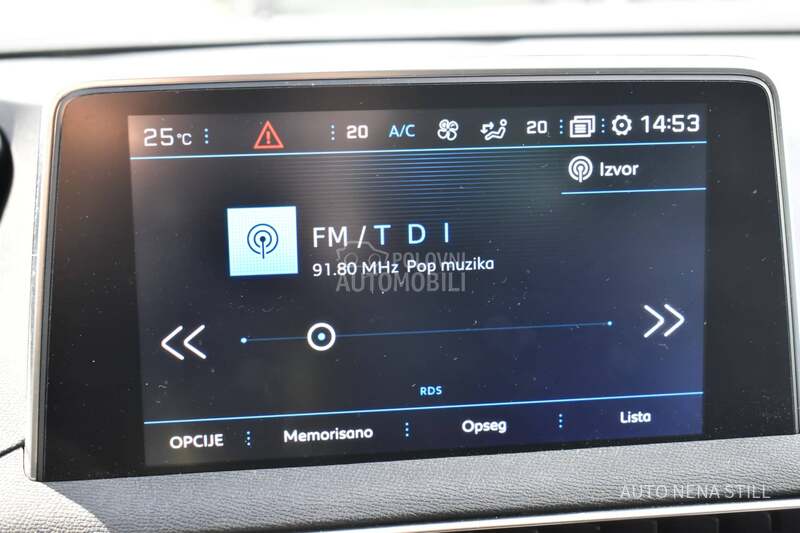 25°C 20 A/C 20 14:53
Izvor
FM / T D I
91.80 MHz Pop muzika
POLOVNI
AUTOMOBILI
RDS
OPCIJE Memorisano Opseg Lista
AUTO NENA STILL